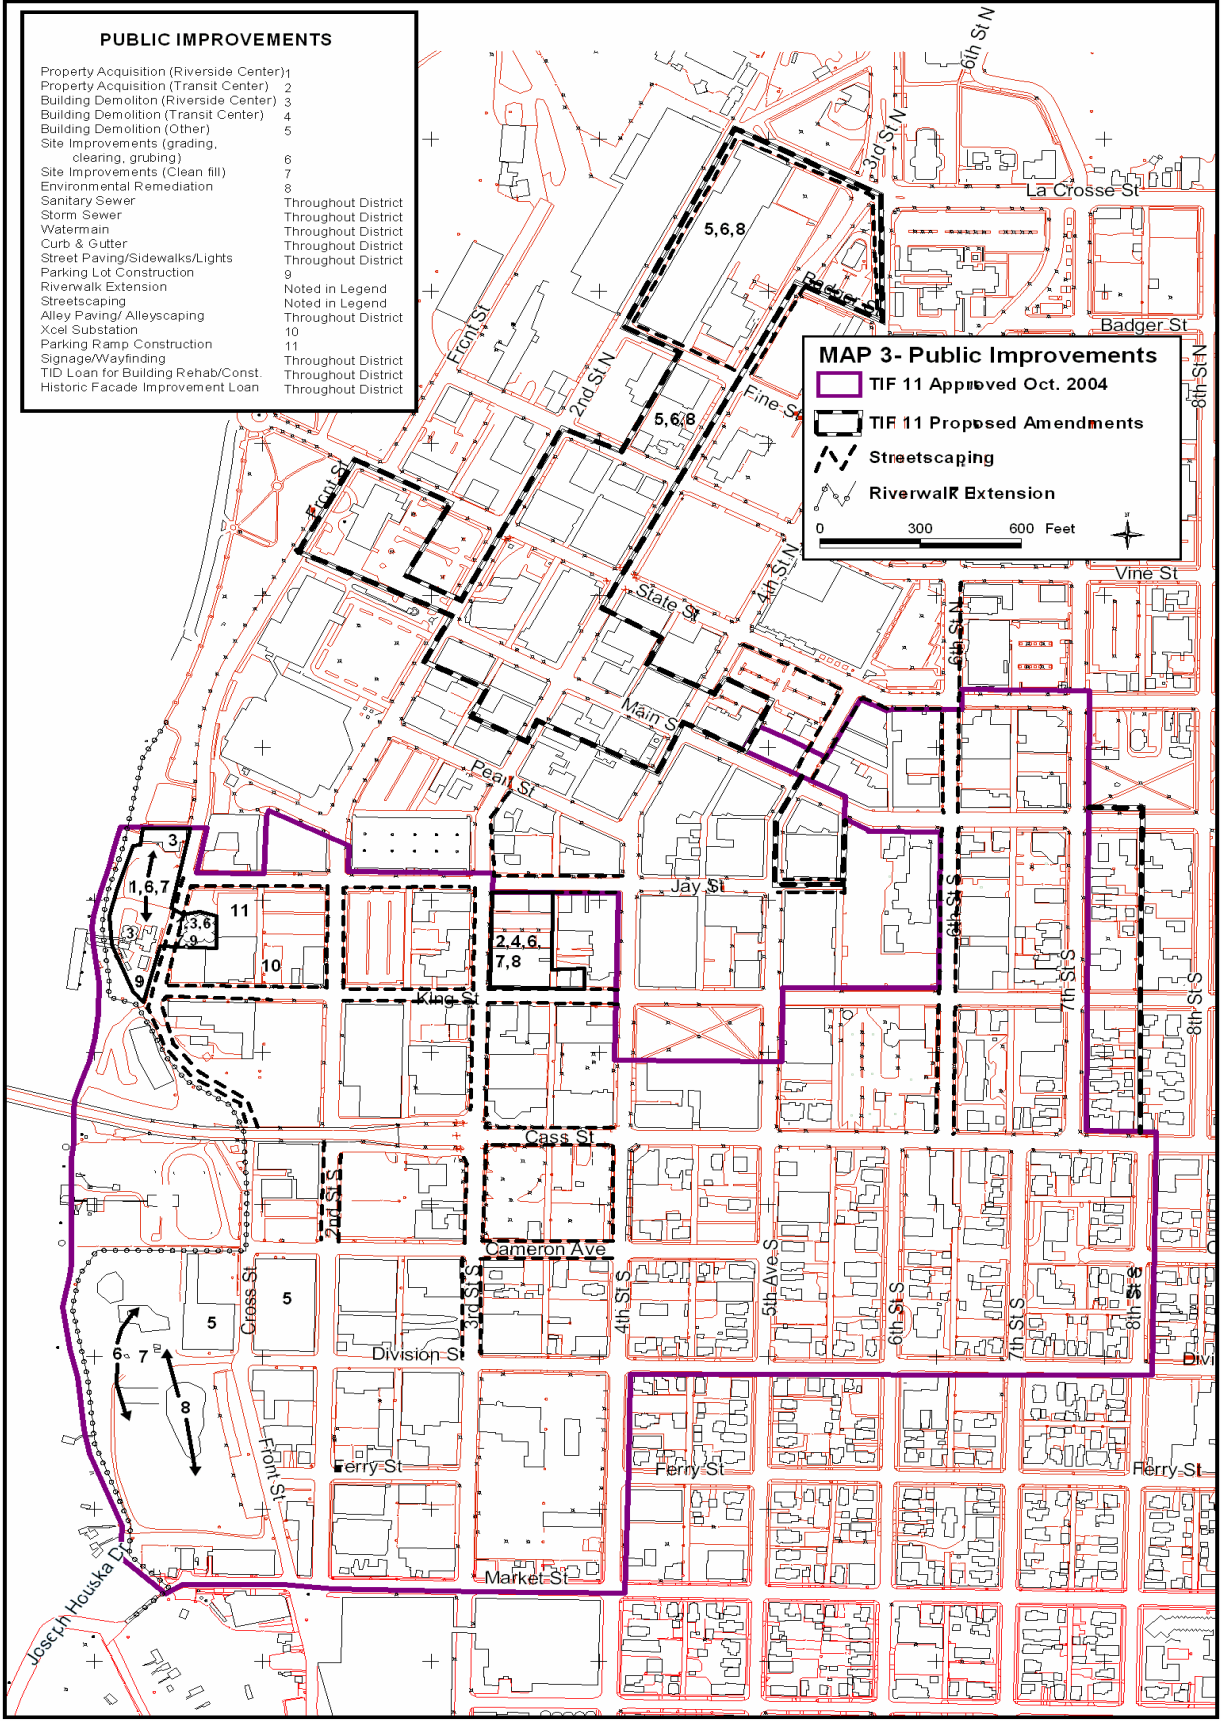 PUBLIC IMPROVEMENTS
Property Acquisition (Riverside Center) 1
Property Acquisition (Transit Center) 2
Building Demoliton (Riverside Center) 3
Building Demolition (Transit Center) 4
Building Demolition (Other) 5
Site Improvements (grading,
clearing, grubing) 6
Site Improvements (Clean fill) 7
Environmental Remediation 8
Sanitary Sewer Throughout District
Storm Sewer Throughout District
Watermain Throughout District
Curb & Gutter Throughout District
Street Paving/Sidewalks/Lights Throughout District
Parking Lot Construction 9
Riverwalk Extension Noted in Legend
Streetscaping Noted in Legend
Alley Paving/ Alleyscaping Throughout District
Xcel Substation 10
Parking Ramp Construction 11
Signage/Wayfinding Throughout District
TID Loan for Building Rehab/Const. Throughout District
Historic Facade Improvement Loan Throughout District
6th St N
3rd St N
La Crosse St
5,6,8
Badger St
Badger St
Front St
2nd St N
8th St N
MAP 3- Public Improvements
TIF 11 Approved Oct. 2004
TIF 11 Proposed Amendments
Streetscaping
Riverwalk Extension
0 300 600 Feet
5,6,8
Front St
4th St N
Vine St
State St
6th St N
Main S
Pearl St
3
1,6,7
11
Jay St
3,6
9
3
2,4,6,
7,8
6th St S
10
9
King St
7th St S
8th St S
Cass St
2nd St S
Cameron Ave
5th Ave S
5
Cross St
3rd St S
4th St S
6th St S
7th St S
8th St S
5
6
7
Division St
Divi
8
Front St
Ferry St
Ferry St
Ferry St
Market St
Joseph Houska Dr